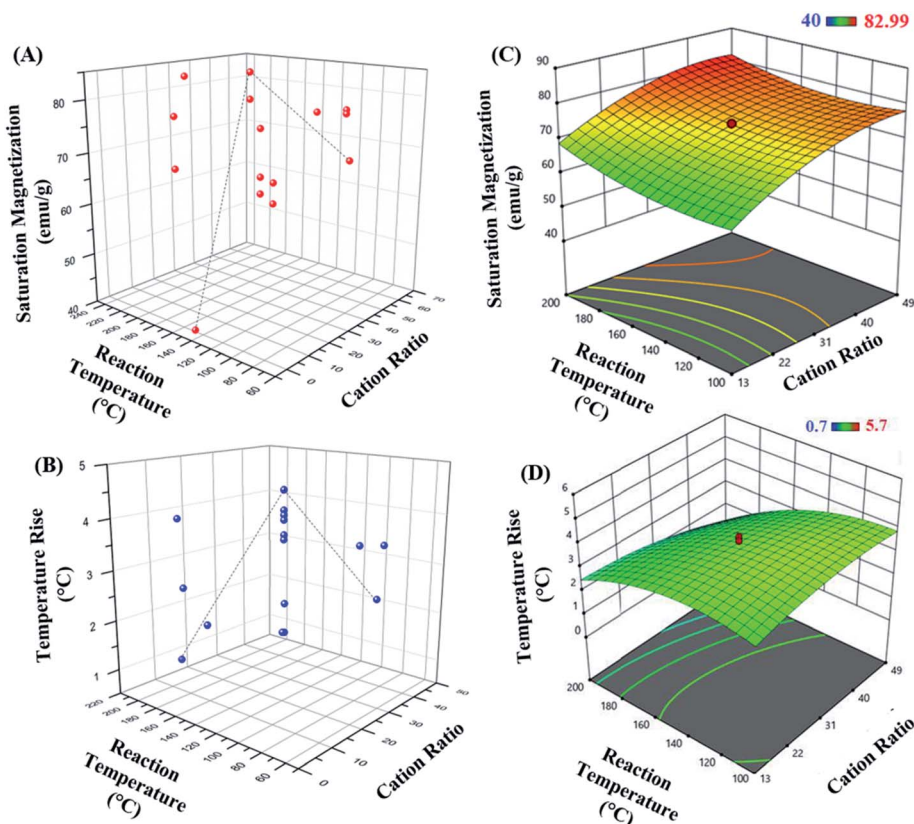 (A)
Saturation Magnetization
(emu/g)
80
70
60
50
40
240
220
200
180
160
140
120
100
80
60
Reaction
Temperature
(°C)
0
10
20
30
40
50
60
70
Cation Ratio
(C)
40 82.99
Saturation Magnetization
(emu/g)
90
80
70
60
50
40
200
180
160
140
120
100
Reaction
Temperature
(°C)
13
22
31
40
49
Cation Ratio
(B)
Temperature Rise
(°C)
5
4
3
2
1
220
200
180
160
140
120
100
80
60
Reaction
Temperature
(°C)
0
10
20
30
40
50
Cation Ratio
(D)
0.7 5.7
Temperature Rise
(°C)
6
5
4
3
2
1
0
200
180
160
140
120
100
Reaction
Temperature
(°C)
13
22
31
40
49
Cation Ratio